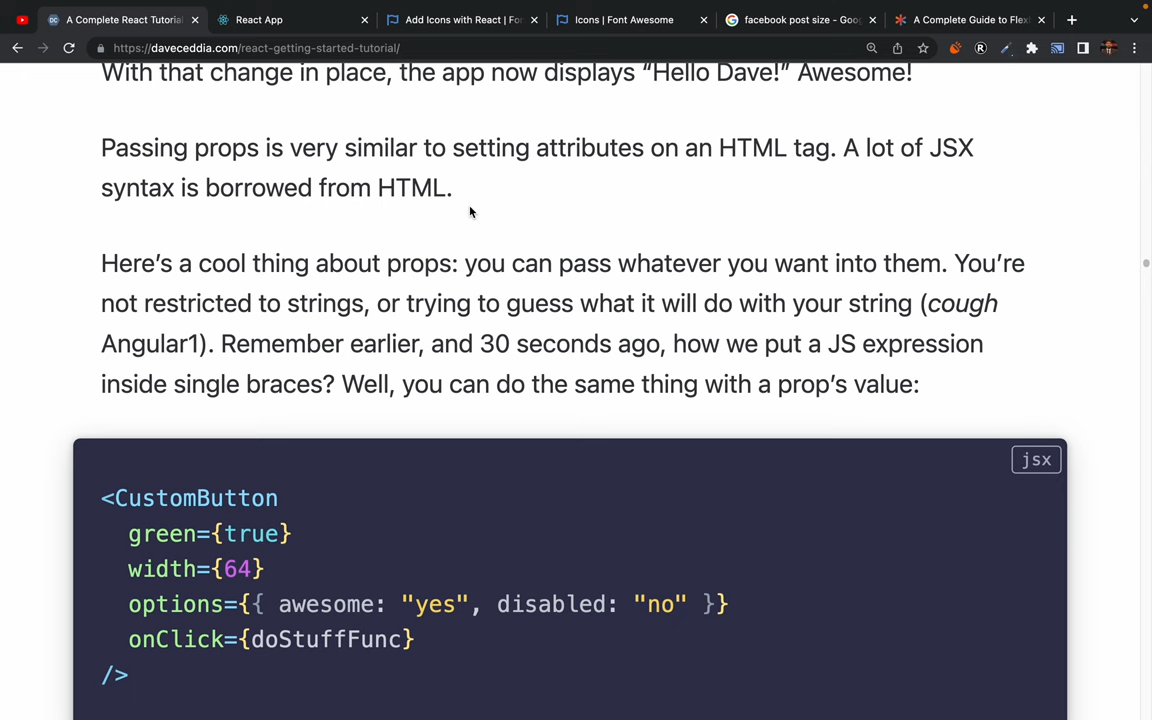 A Complete React Tutorial
React App
Add Icons with React | Fon
Icons | Font Awesome
facebook post size - Goog
A Complete Guide to Flex
https://daveceddia.com/react-getting-started-tutorial/
With that change in place, the app now displays “Hello Dave!” Awesome!
Passing props is very similar to setting attributes on an HTML tag. A lot of JSX
syntax is borrowed from HTML.
Here’s a cool thing about props: you can pass whatever you want into them. You’re
not restricted to strings, or trying to guess what it will do with your string (cough
Angular1). Remember earlier, and 30 seconds ago, how we put a JS expression
inside single braces? Well, you can do the same thing with a prop’s value:
jsx
<CustomButton
green={true}
width={64}
options={{ awesome: "yes", disabled: "no" }}
onClick={doStuffFunc}
/>